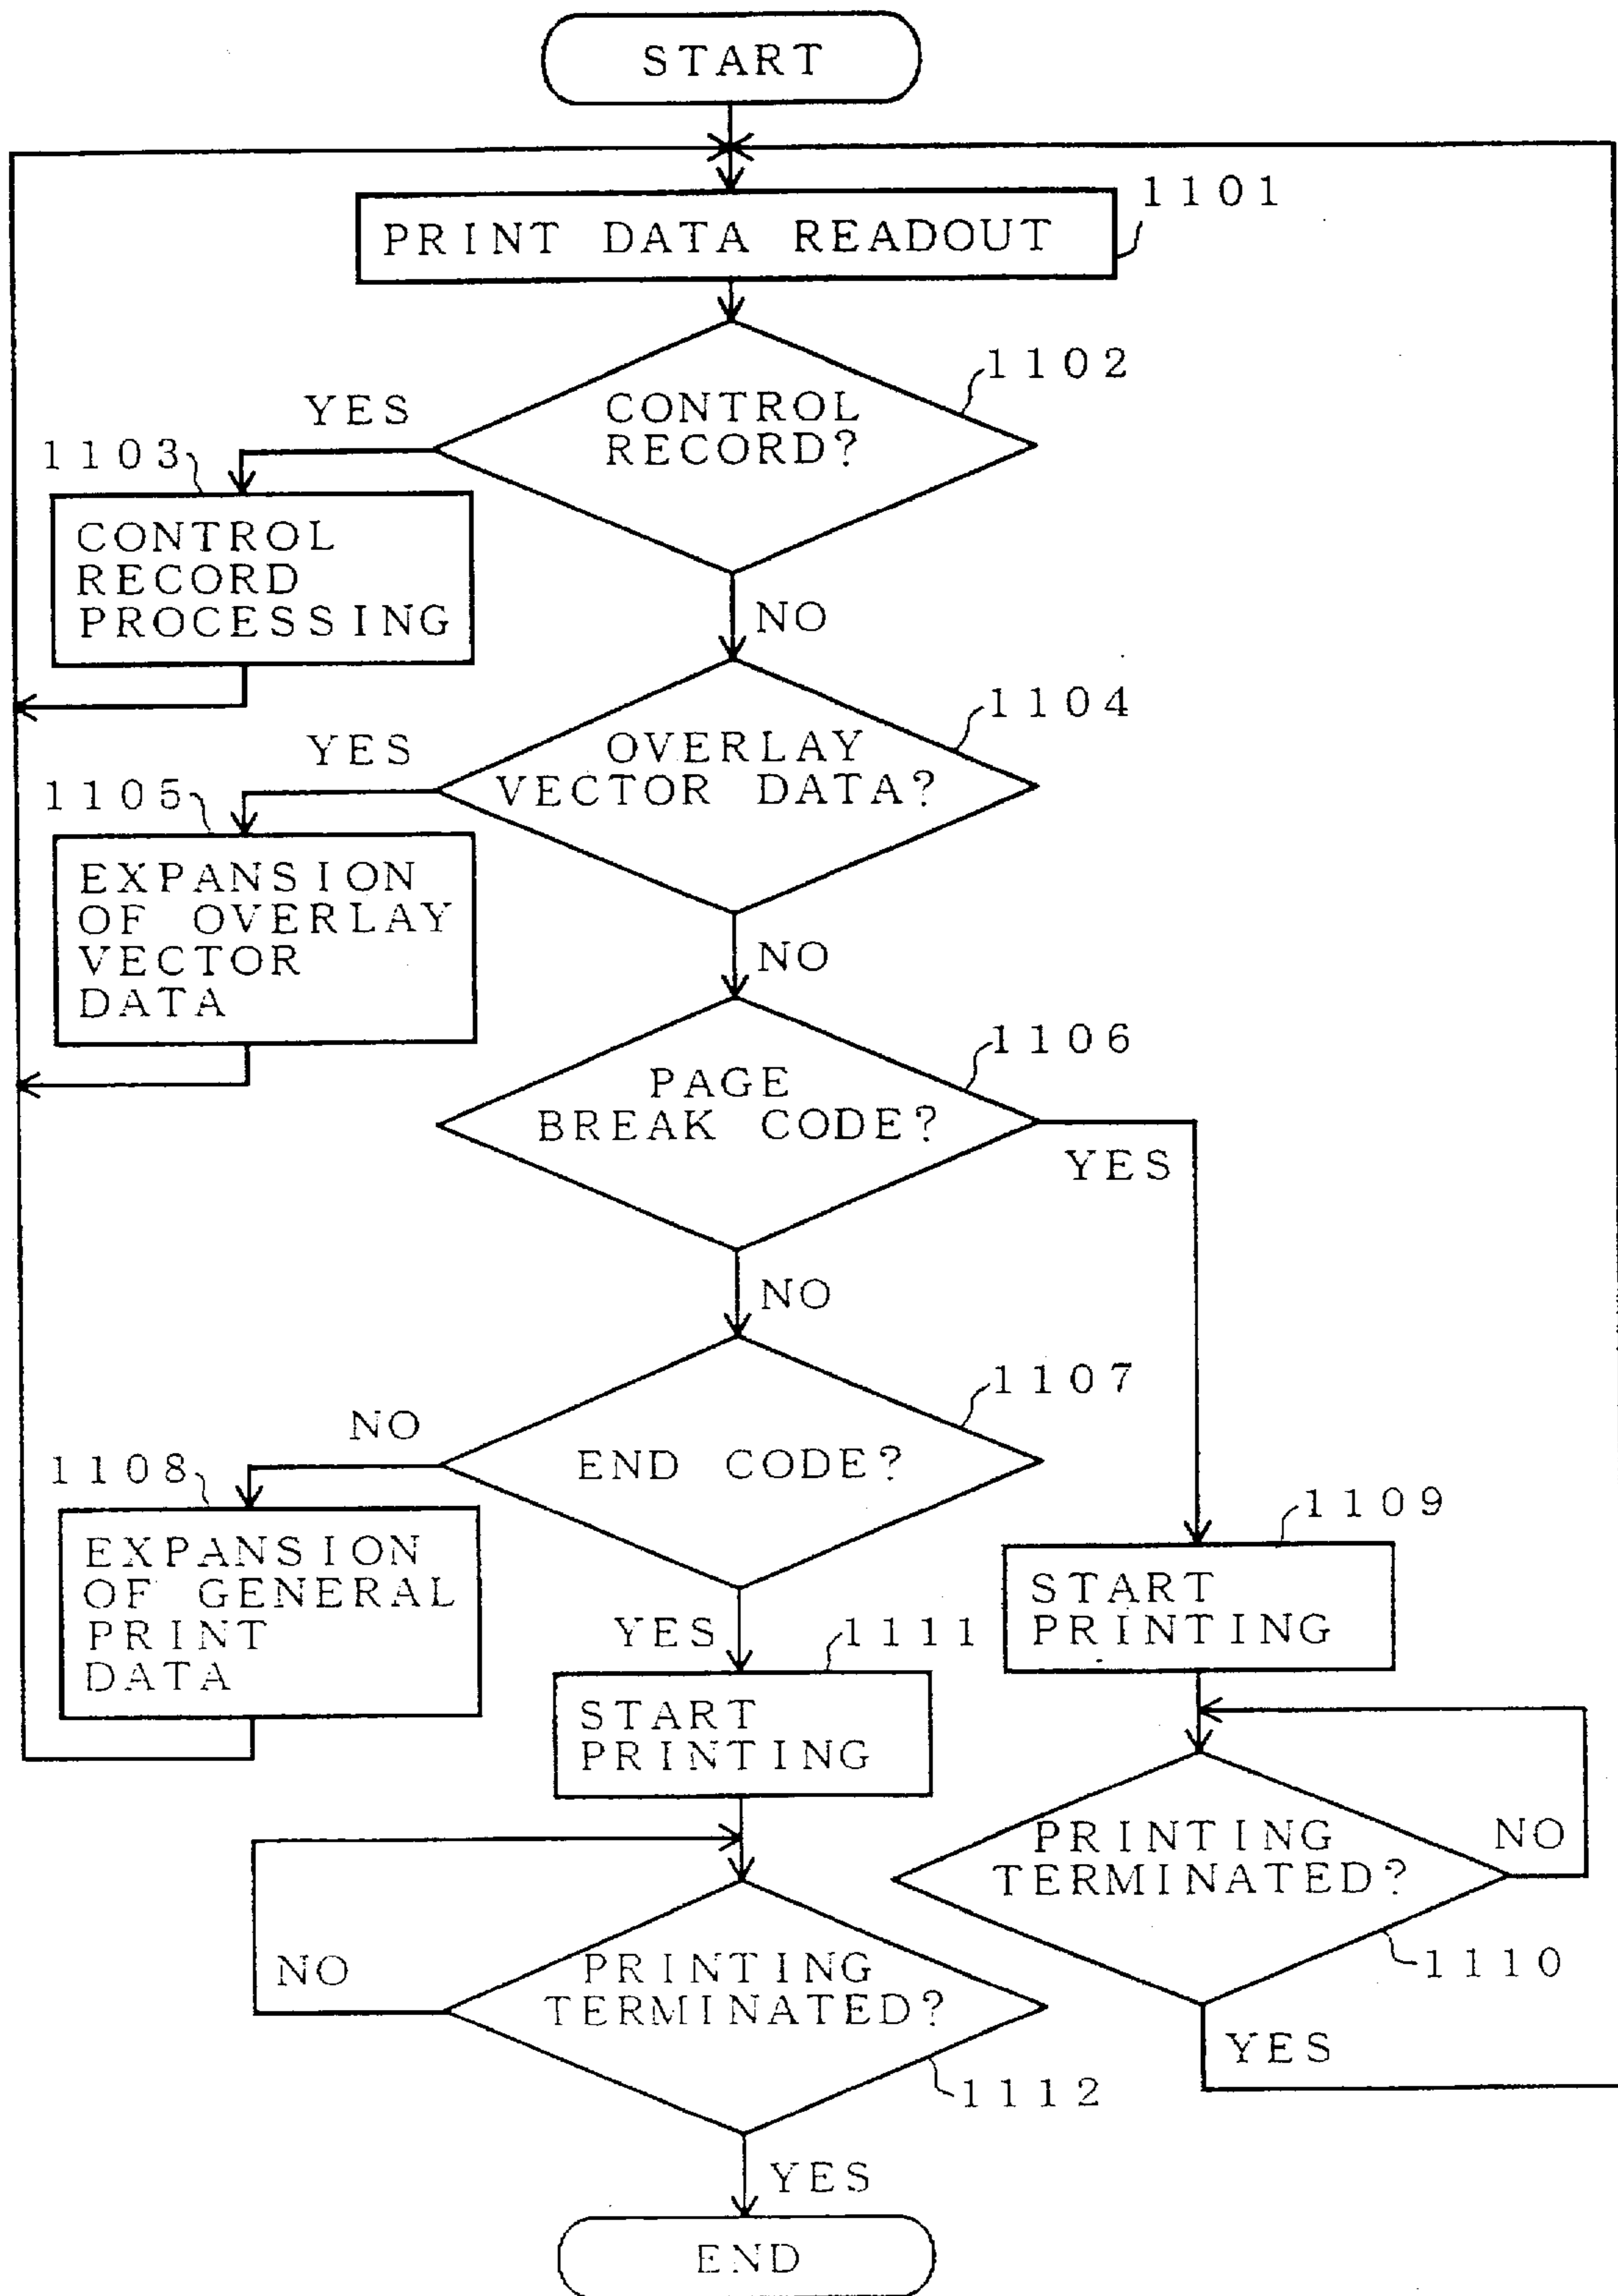 START
1101
PRINT DATA READOUT
1102
CONTROL
RECORD?
YES
1103
CONTROL
RECORD
PROCESSING
NO
1104
OVERLAY
VECTOR DATA?
YES
1105
EXPANSION
OF OVERLAY
VECTOR
DATA
NO
1106
PAGE
BREAK CODE?
YES
NO
1107
END CODE?
NO
1108
EXPANSION
OF GENERAL
PRINT
DATA
YES
1111
START
PRINTING
1109
START
PRINTING
PRINTING
TERMINATED?
NO
1110
YES
PRINTING
TERMINATED?
NO
1112
YES
END